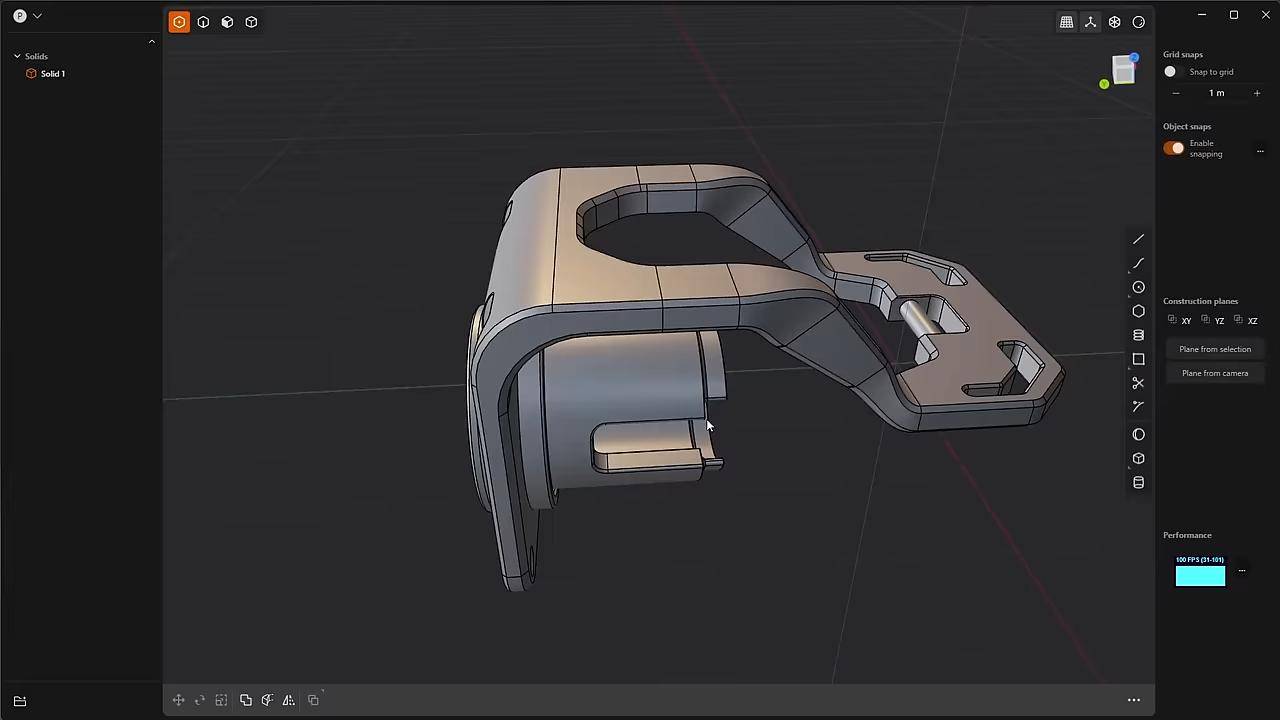 P
Solids
Solid 1
Grid snaps
Snap to grid
1 m
Object snaps
Enable
snapping
Construction planes
XY YZ XZ
Plane from selection
Plane from camera
Performance
100 FPS (31-101)